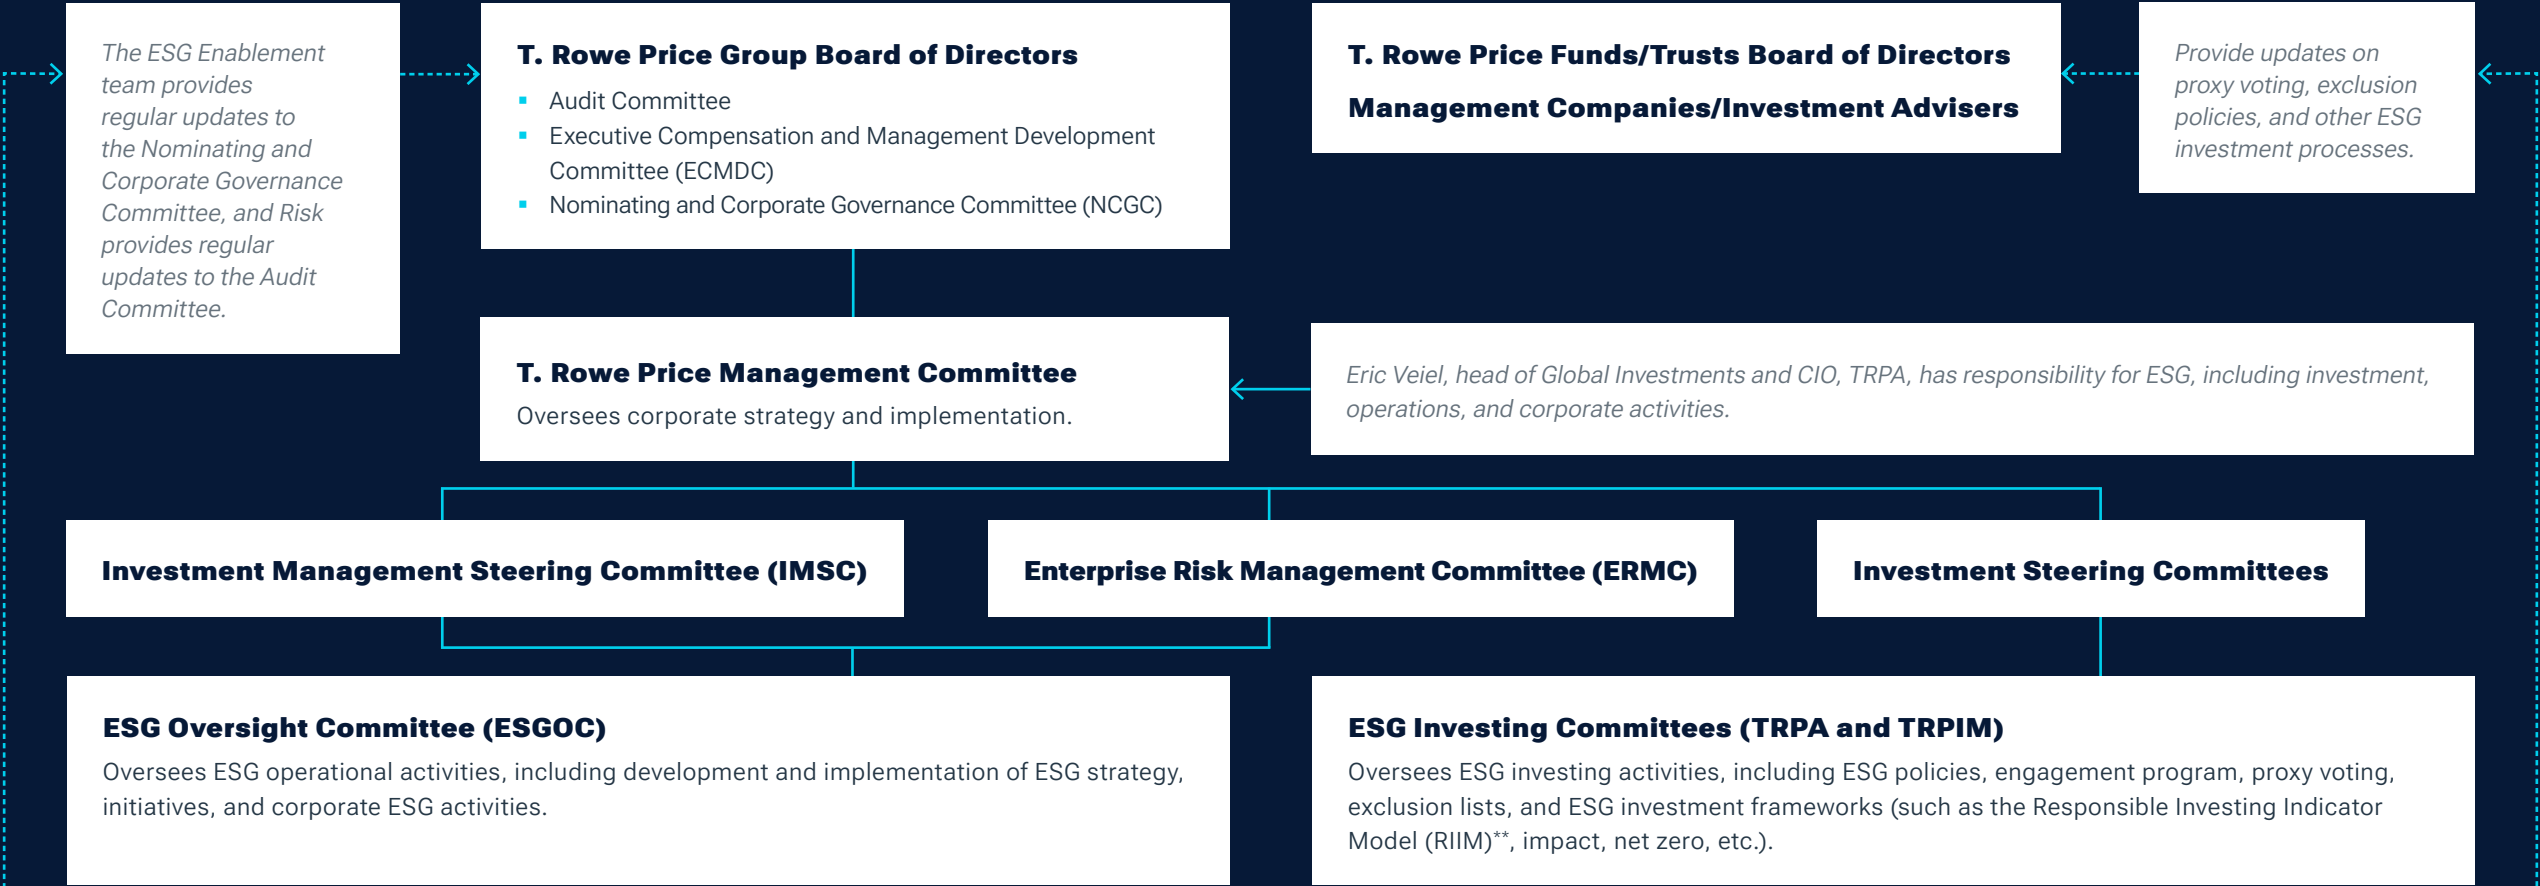 The ESG Enablement
team provides
regular updates to
the Nominating and
Corporate Governance
Committee, and Risk
provides regular
updates to the Audit
Committee.
T. Rowe Price Group Board of Directors
▪ Audit Committee
▪ Executive Compensation and Management Development
Committee (ECMDC)
▪ Nominating and Corporate Governance Committee (NCGC)
T. Rowe Price Funds/Trusts Board of Directors
Management Companies/Investment Advisers
Provide updates on
proxy voting, exclusion
policies, and other ESG
investment processes.
T. Rowe Price Management Committee
Oversees corporate strategy and implementation.
Eric Veiel, head of Global Investments and CIO, TRPA, has responsibility for ESG, including investment,
operations, and corporate activities.
Investment Management Steering Committee (IMSC)
Enterprise Risk Management Committee (ERMC)
Investment Steering Committees
ESG Oversight Committee (ESGOC)
Oversees ESG operational activities, including development and implementation of ESG strategy,
initiatives, and corporate ESG activities.
ESG Investing Committees (TRPA and TRPIM)
Oversees ESG investing activities, including ESG policies, engagement program, proxy voting,
exclusion lists, and ESG investment frameworks (such as the Responsible Investing Indicator
Model (RIIM)**, impact, net zero, etc.).